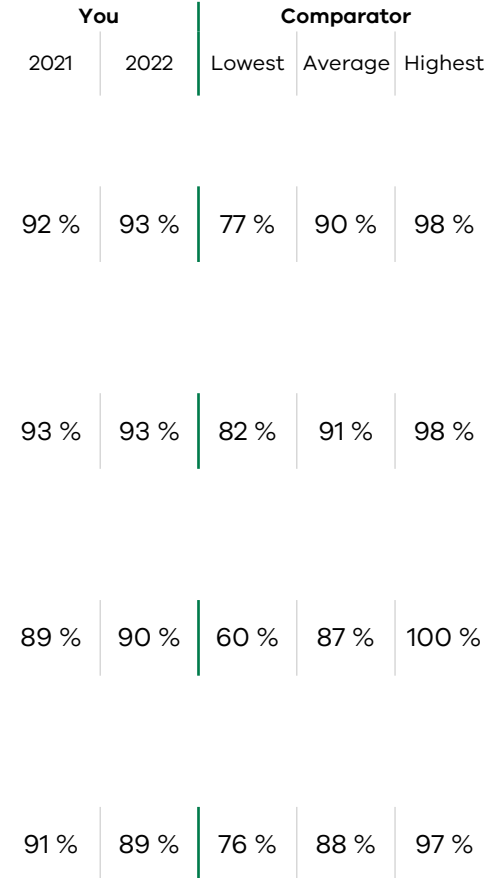 You Comparator
2021 2022 Lowest Average Highest
92 % 93 % 77 % 90 % 98 %
93 % 93 % 82 % 91 % 98 %
89 % 90 % 60 % 87 % 100 %
91 % 89 % 76 % 88 % 97 %